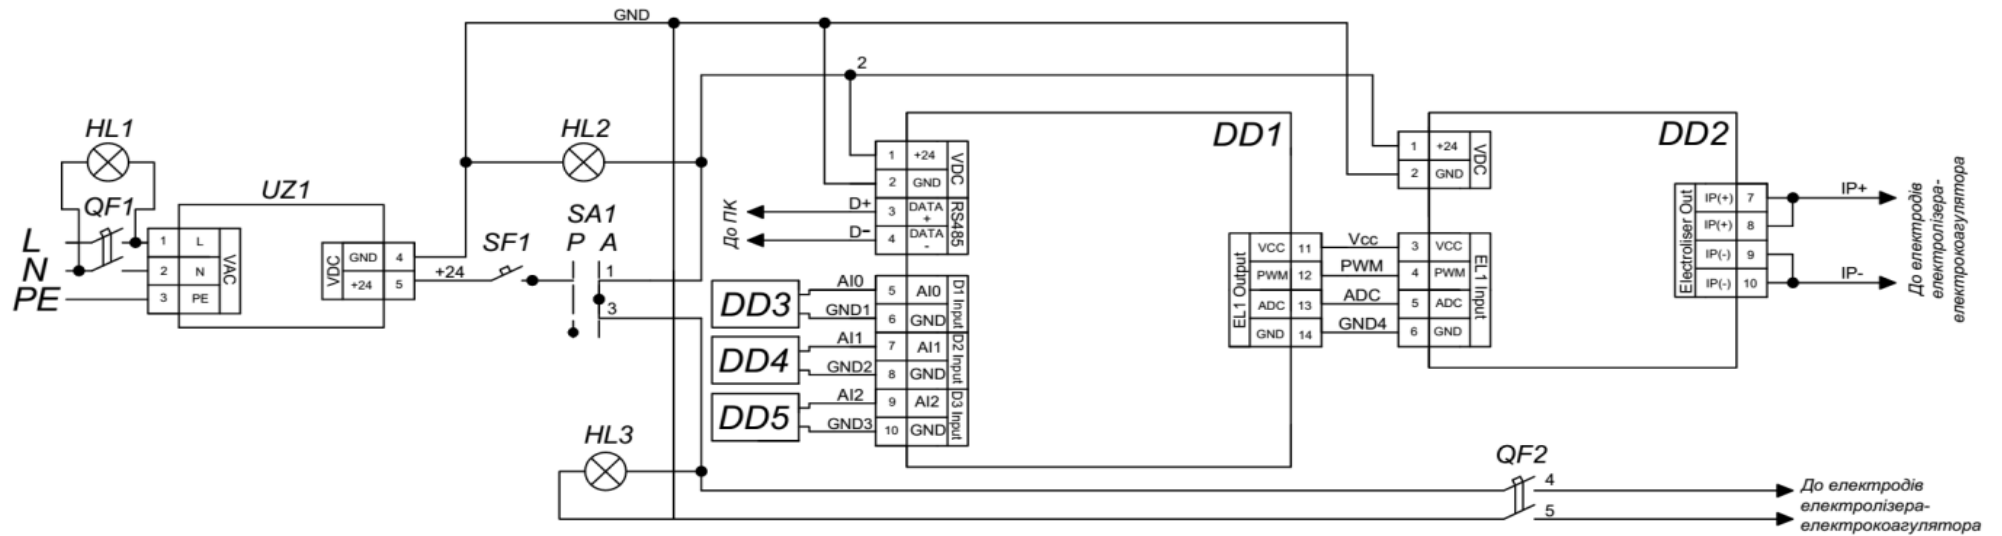 GND
2
HL1
HL2
DD1
DD2
QF1
UZ1
L
N
PE
1 L
2 N
3 PE
VAC
VDC
GND 4
+24 5
+24
SF1
SA1
P A
1
3
1 +24
2 GND
VDC
D+
D-
До ПК
3 DATA +
4 DATA -
RS485
DD3
AI0
GND1
5 AI0
6 GND
D1 Input
DD4
AI1
GND2
7 AI1
8 GND
D2 Input
DD5
AI2
GND3
9 AI2
10 GND
D3 Input
EL1 Output
VCC 11
PWM 12
ADC 13
GND 14
Vcc
PWM
ADC
GND4
1 +24
2 GND
VDC
3 VCC
4 PWM
5 ADC
6 GND
EL1 Input
Electroliser Out
IP(+) 7
IP(+) 8
IP(-) 9
IP(-) 10
IP+
IP-
До електродів
електролізера-
електрокоагулятора
HL3
QF2
4
5
До електродів
електролізера-
електрокоагулятора